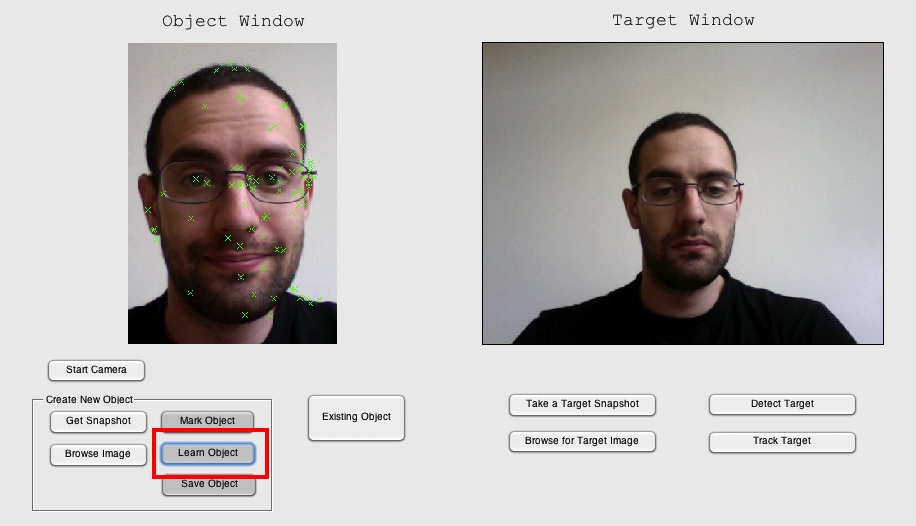 Object Window
Target Window
Start Camera
Create New Object
Get Snapshot
Mark Object
Browse Image
Learn Object
Save Object
Existing Object
Take a Target Snapshot
Detect Target
Browse for Target Image
Track Target